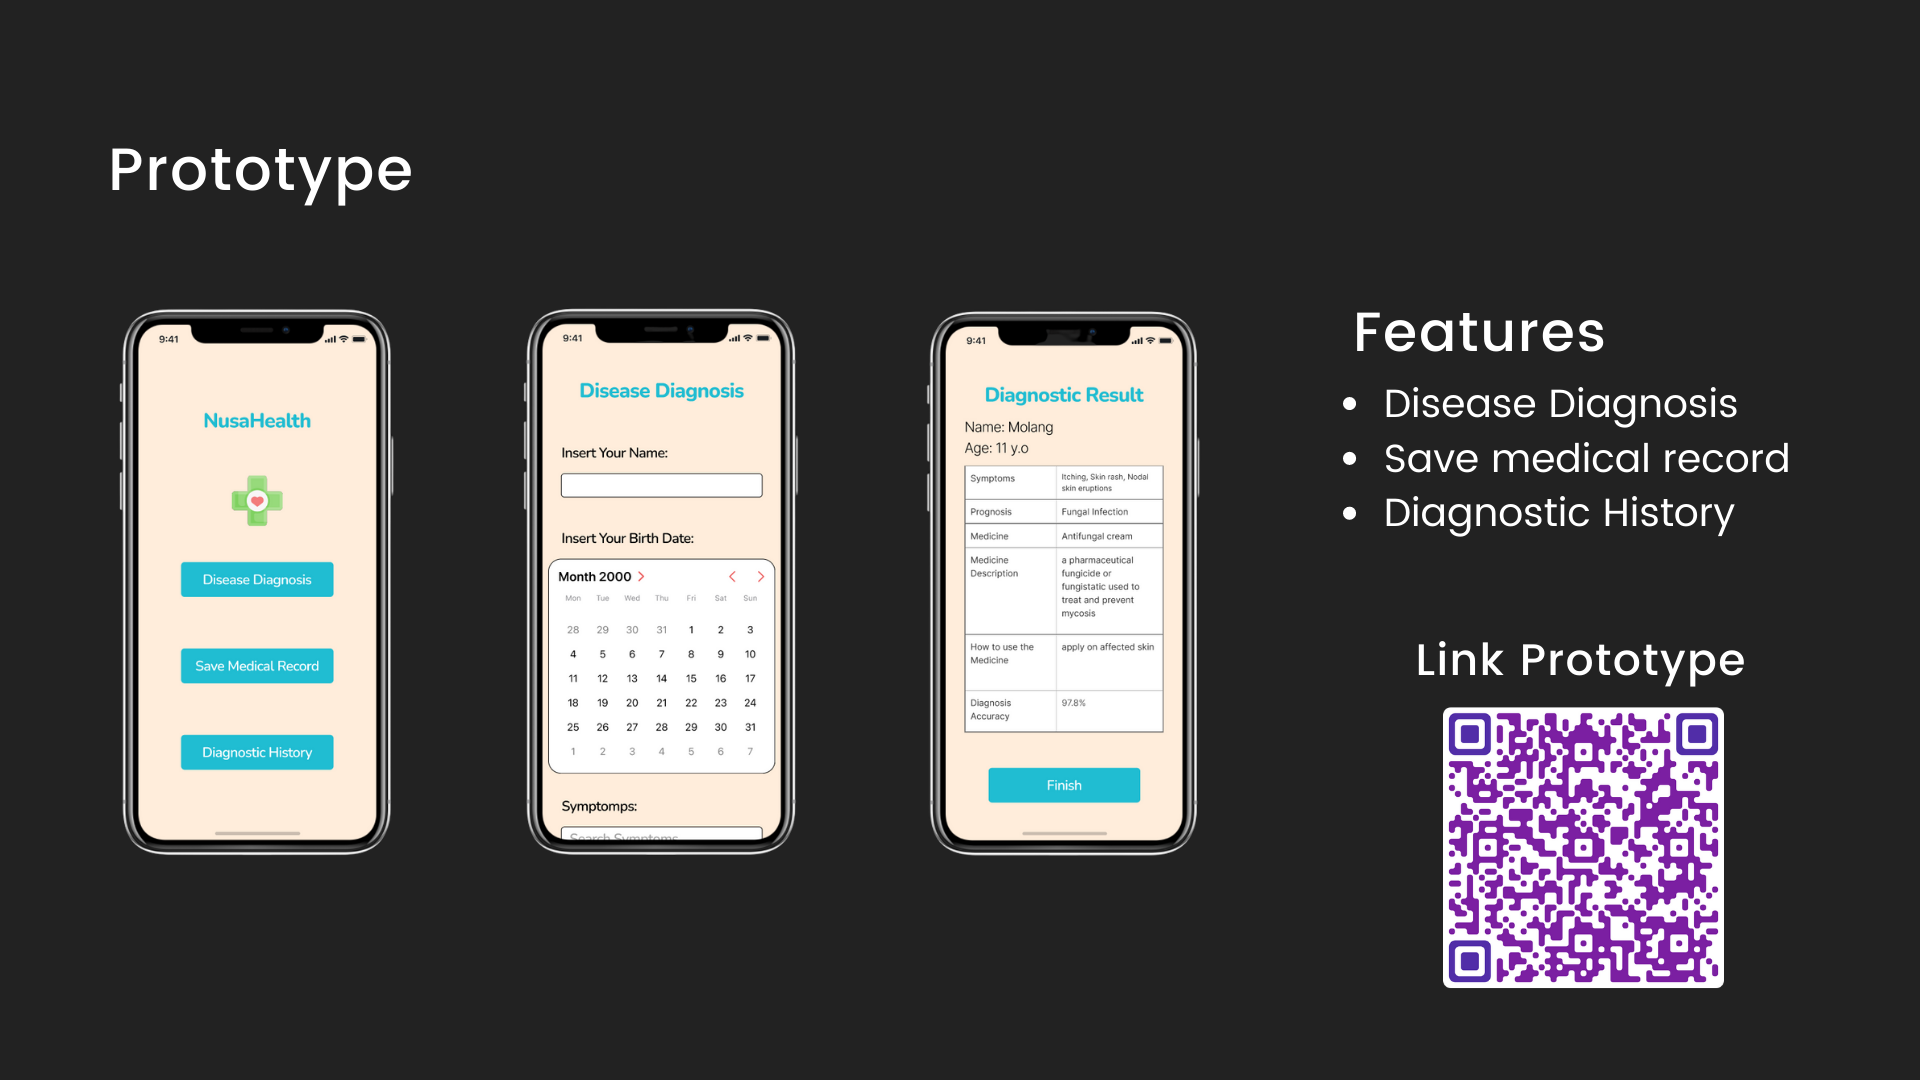 Prototype
9:41
NusaHealth
Disease Diagnosis
Save Medical Record
Diagnostic History
9:41
Disease Diagnosis
Insert Your Name:
Insert Your Birth Date:
Month 2000
Mon Tue Wed Thu Fri Sat Sun
28 29 30 31 1 2 3
4 5 6 7 8 9 10
11 12 13 14 15 16 17
18 19 20 21 22 23 24
25 26 27 28 29 30 31
1 2 3 4 5 6 7
Symptomps:
Search Symptoms
9:41
Diagnostic Result
Name: Molang
Age: 11 y.o
Symptoms Itching, Skin rash, Nodal
skin eruptions
Prognosis Fungal Infection
Medicine Antifungal cream
Medicine a pharmaceutical
Description fungicide or
fungistatic used to
treat and prevent
mycosis
How to use the apply on affected skin
Medicine
Diagnosis 97.8%
Accuracy
Finish
Features
• Disease Diagnosis
• Save medical record
• Diagnostic History
Link Prototype